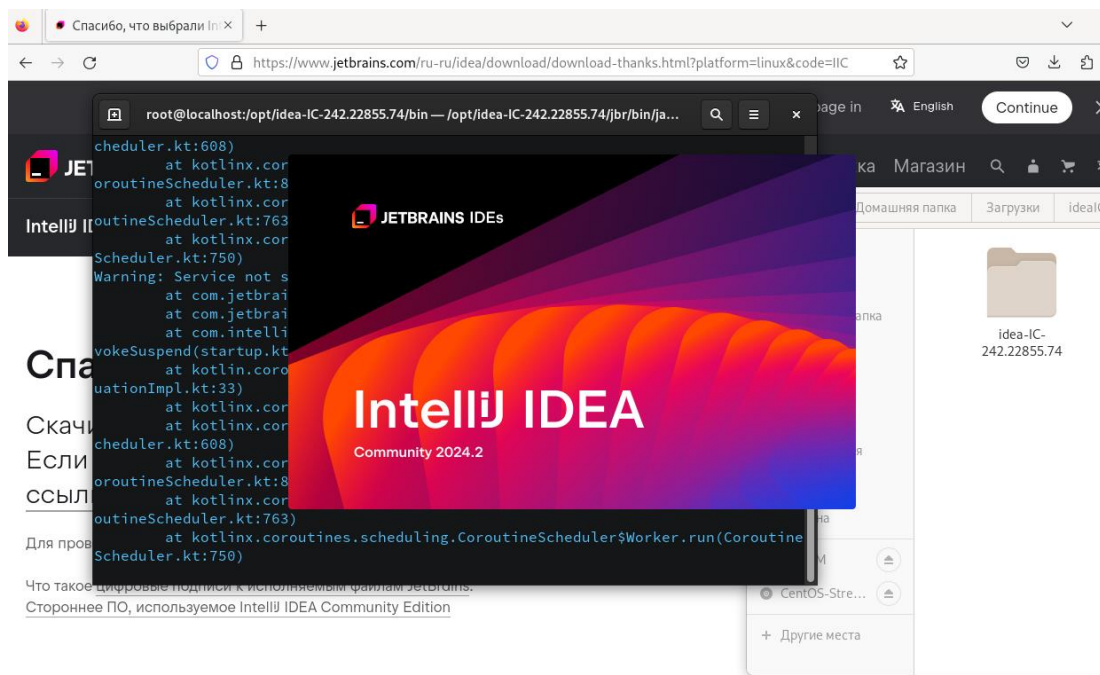 Спасибо, что выбрали Int
https://www.jetbrains.com/ru-ru/idea/download/download-thanks.html?platform=linux&code=IIC
page in
English
Continue
root@localhost:/opt/idea-IC-242.22855.74/bin — /opt/idea-IC-242.22855.74/jbr/bin/ja...
JET
ка Магазин
IntelliJ ID
Домашняя папка
Загрузки
ideaIC
cheduler.kt:608)
at kotlinx.cor
oroutineScheduler.kt:8
at kotlinx.cor
outineScheduler.kt:763
at kotlinx.cor
Scheduler.kt:750)
Warning: Service not s
at com.jetbrai
at com.jetbrai
at com.intelli
vokeSuspend(startup.kt
at kotlin.coro
uationImpl.kt:33)
at kotlinx.cor
at kotlinx.cor
cheduler.kt:608)
at kotlinx.cor
oroutineScheduler.kt:8
at kotlinx.cor
outineScheduler.kt:763)
at kotlinx.coroutines.scheduling.CoroutineScheduler$Worker.run(Coroutine
Scheduler.kt:750)
JETBRAINS IDEs
IntelliJ IDEA
Community 2024.2
апка
idea-IC-
242.22855.74
Спа
Скачи
Если
ссыл
Для пров
Что такое цифровые подписи к исполняемым файлам JetBrains.
Стороннее ПО, используемое IntelliJ IDEA Community Edition
на
M
CentOS-Stre...
+ Другие места